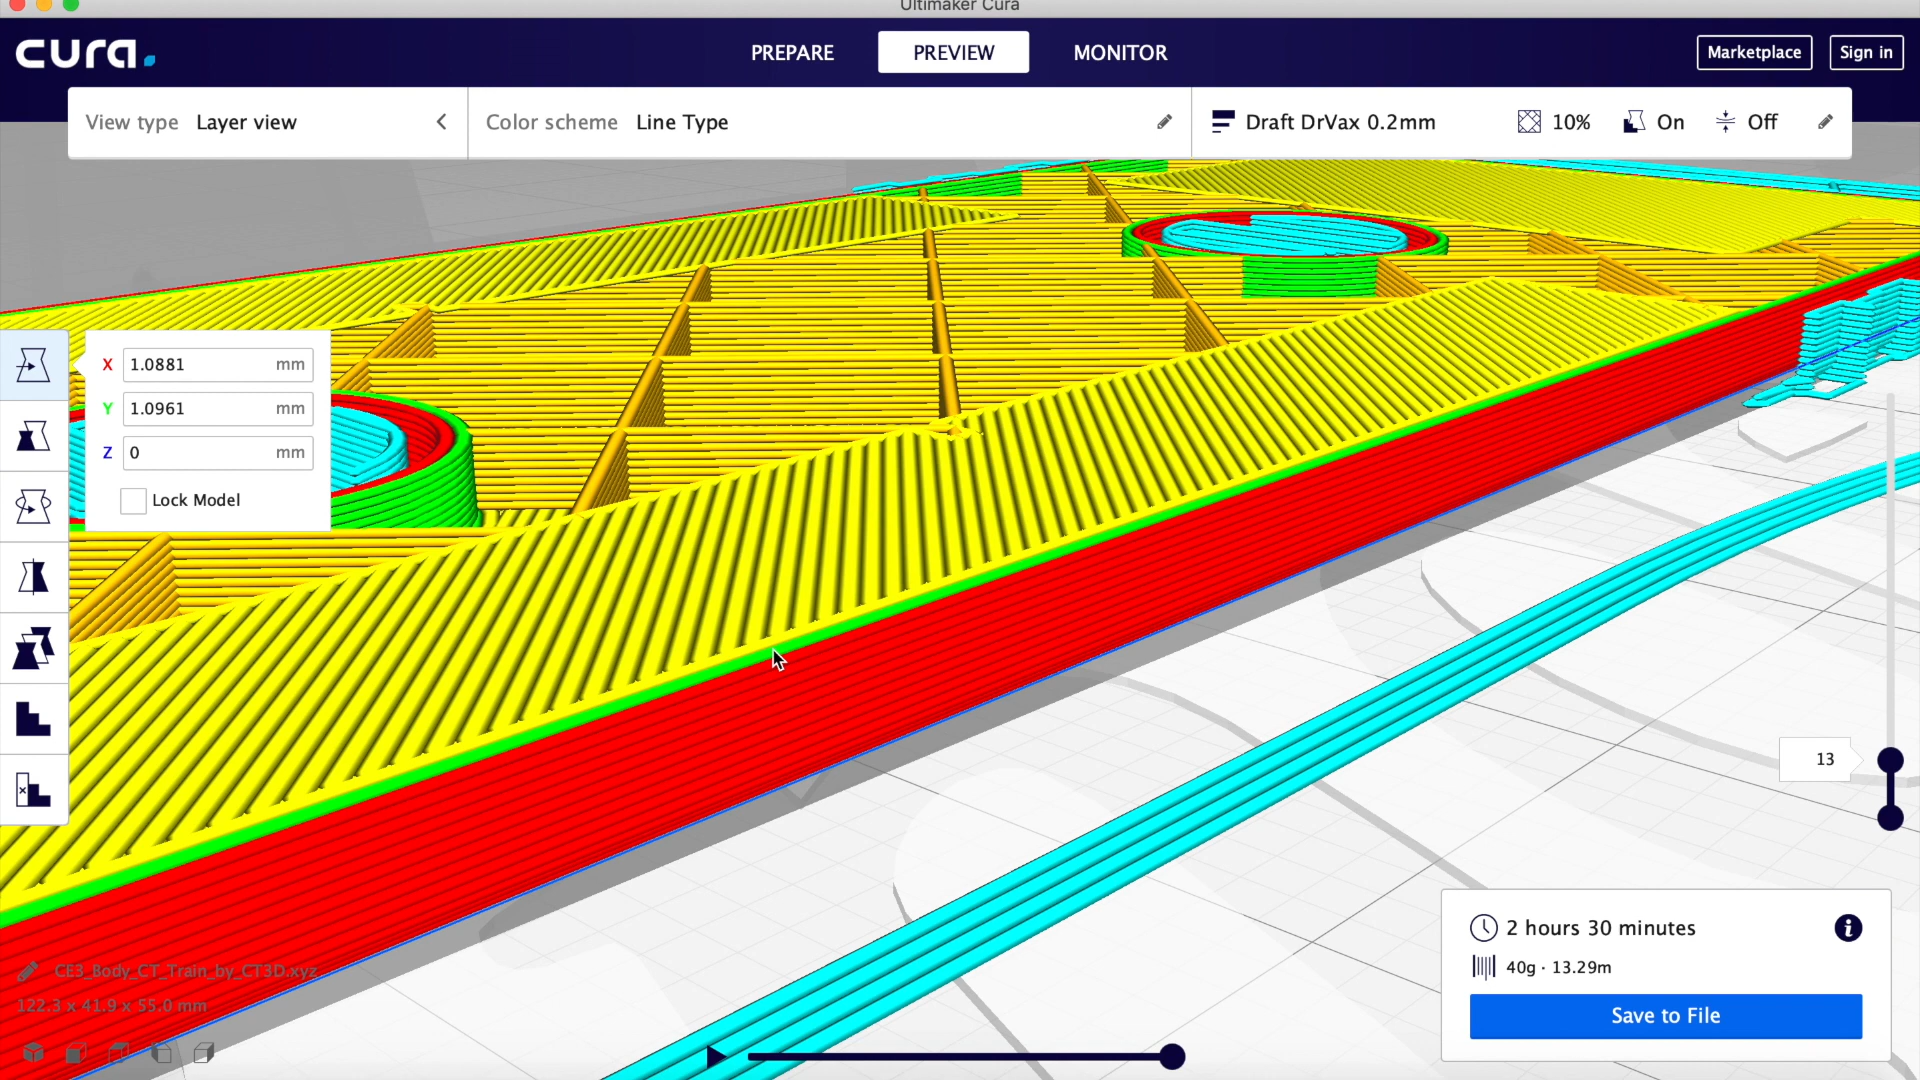 Ultimaker Cura
cura.
PREPARE
PREVIEW
MONITOR
Marketplace
Sign in
View type Layer view
Color scheme Line Type
Draft DrVax 0.2mm
10%
On
Off
X 1.0881 mm
Y 1.0961 mm
Z 0 mm
Lock Model
13
CE3_Body_CT_Train_by_CT3D.xyz
122.3 x 41.9 x 55.0 mm
2 hours 30 minutes
40g · 13.29m
Save to File